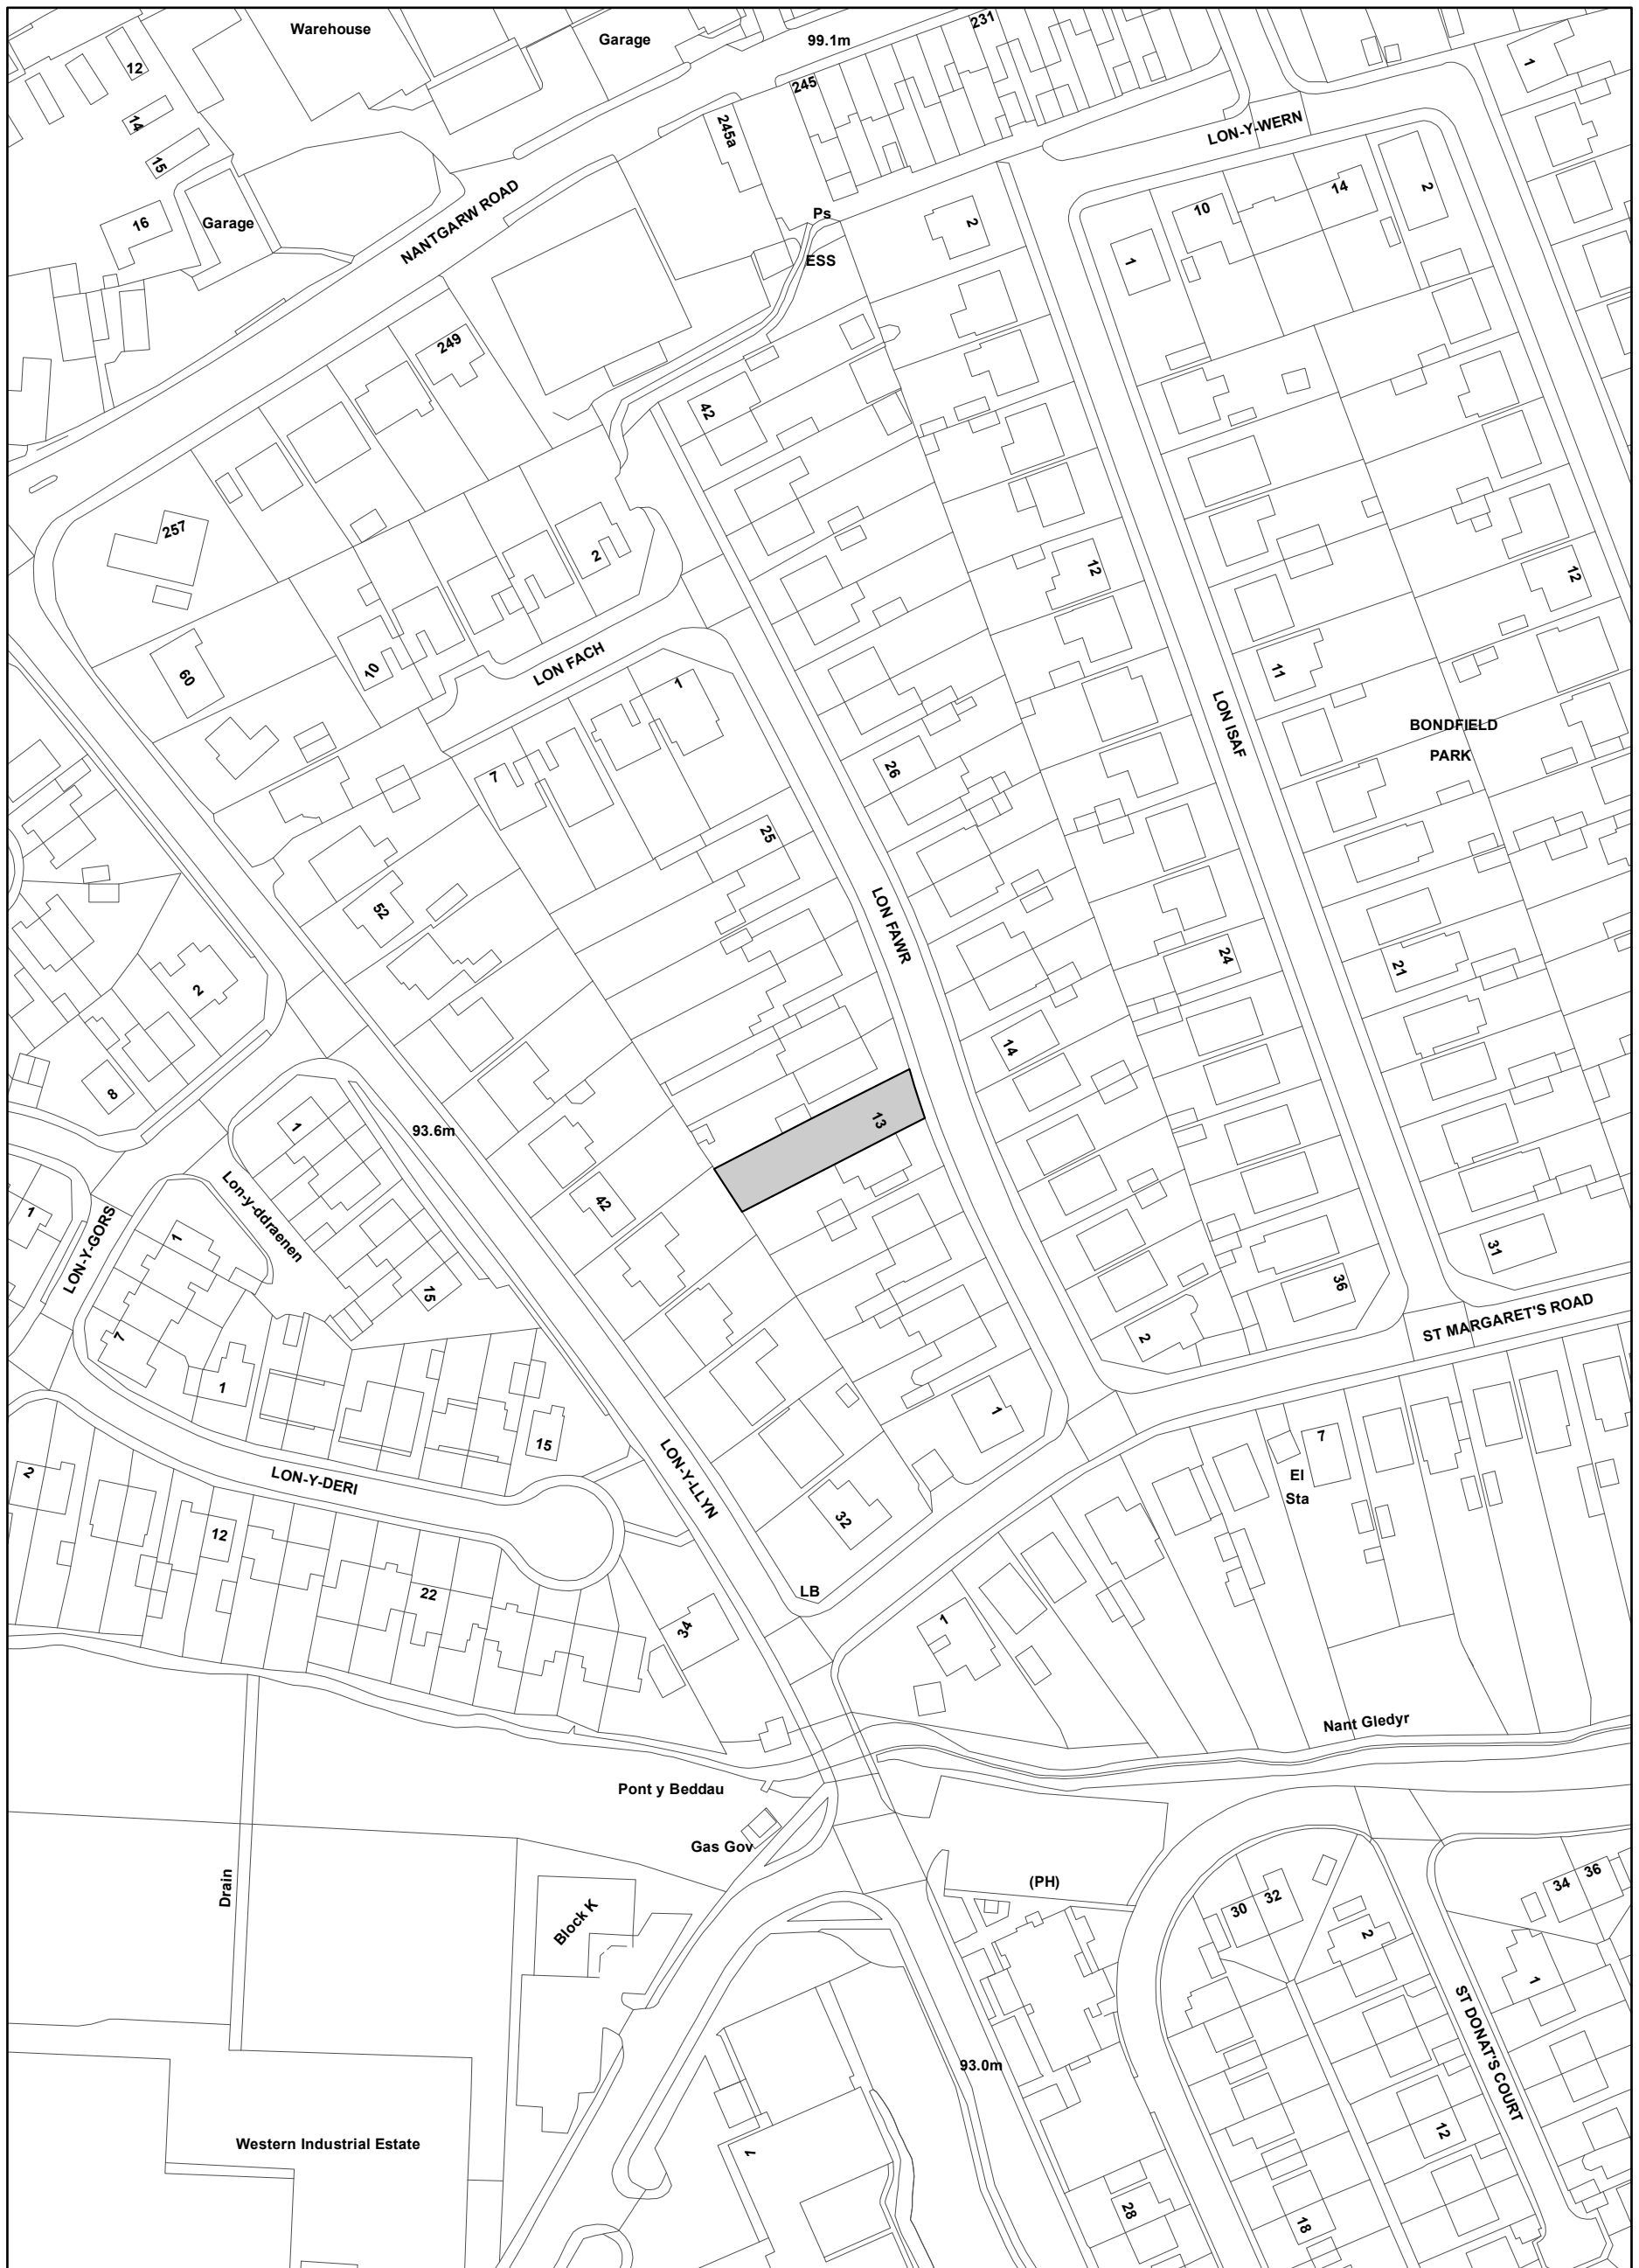 Warehouse
Garage
99.1m
231
12
245
1
14
245a
LON-Y-WERN
15
NANTGARW ROAD
16
Garage
Ps
2
10
14
2
ESS
1
249
42
257
2
12
12
LON FACH
10
60
1
11
LON ISAF
BONDFIELD
PARK
26
7
25
52
LON FAWR
24
21
2
14
8
1
93.6m
13
Lon-y-ddraenen
42
1
LON-Y-GORS
1
31
15
36
7
2
ST MARGARET'S ROAD
1
1
LON-Y-LLYN
15
7
El
Sta
2
LON-Y-DERI
32
12
LB
22
34
1
Nant Gledyr
Pont y Beddau
Gas Gov
Drain
(PH)
Block K
30
32
34
36
2
1
ST DONAT'S COURT
93.0m
12
Western Industrial Estate
28
18